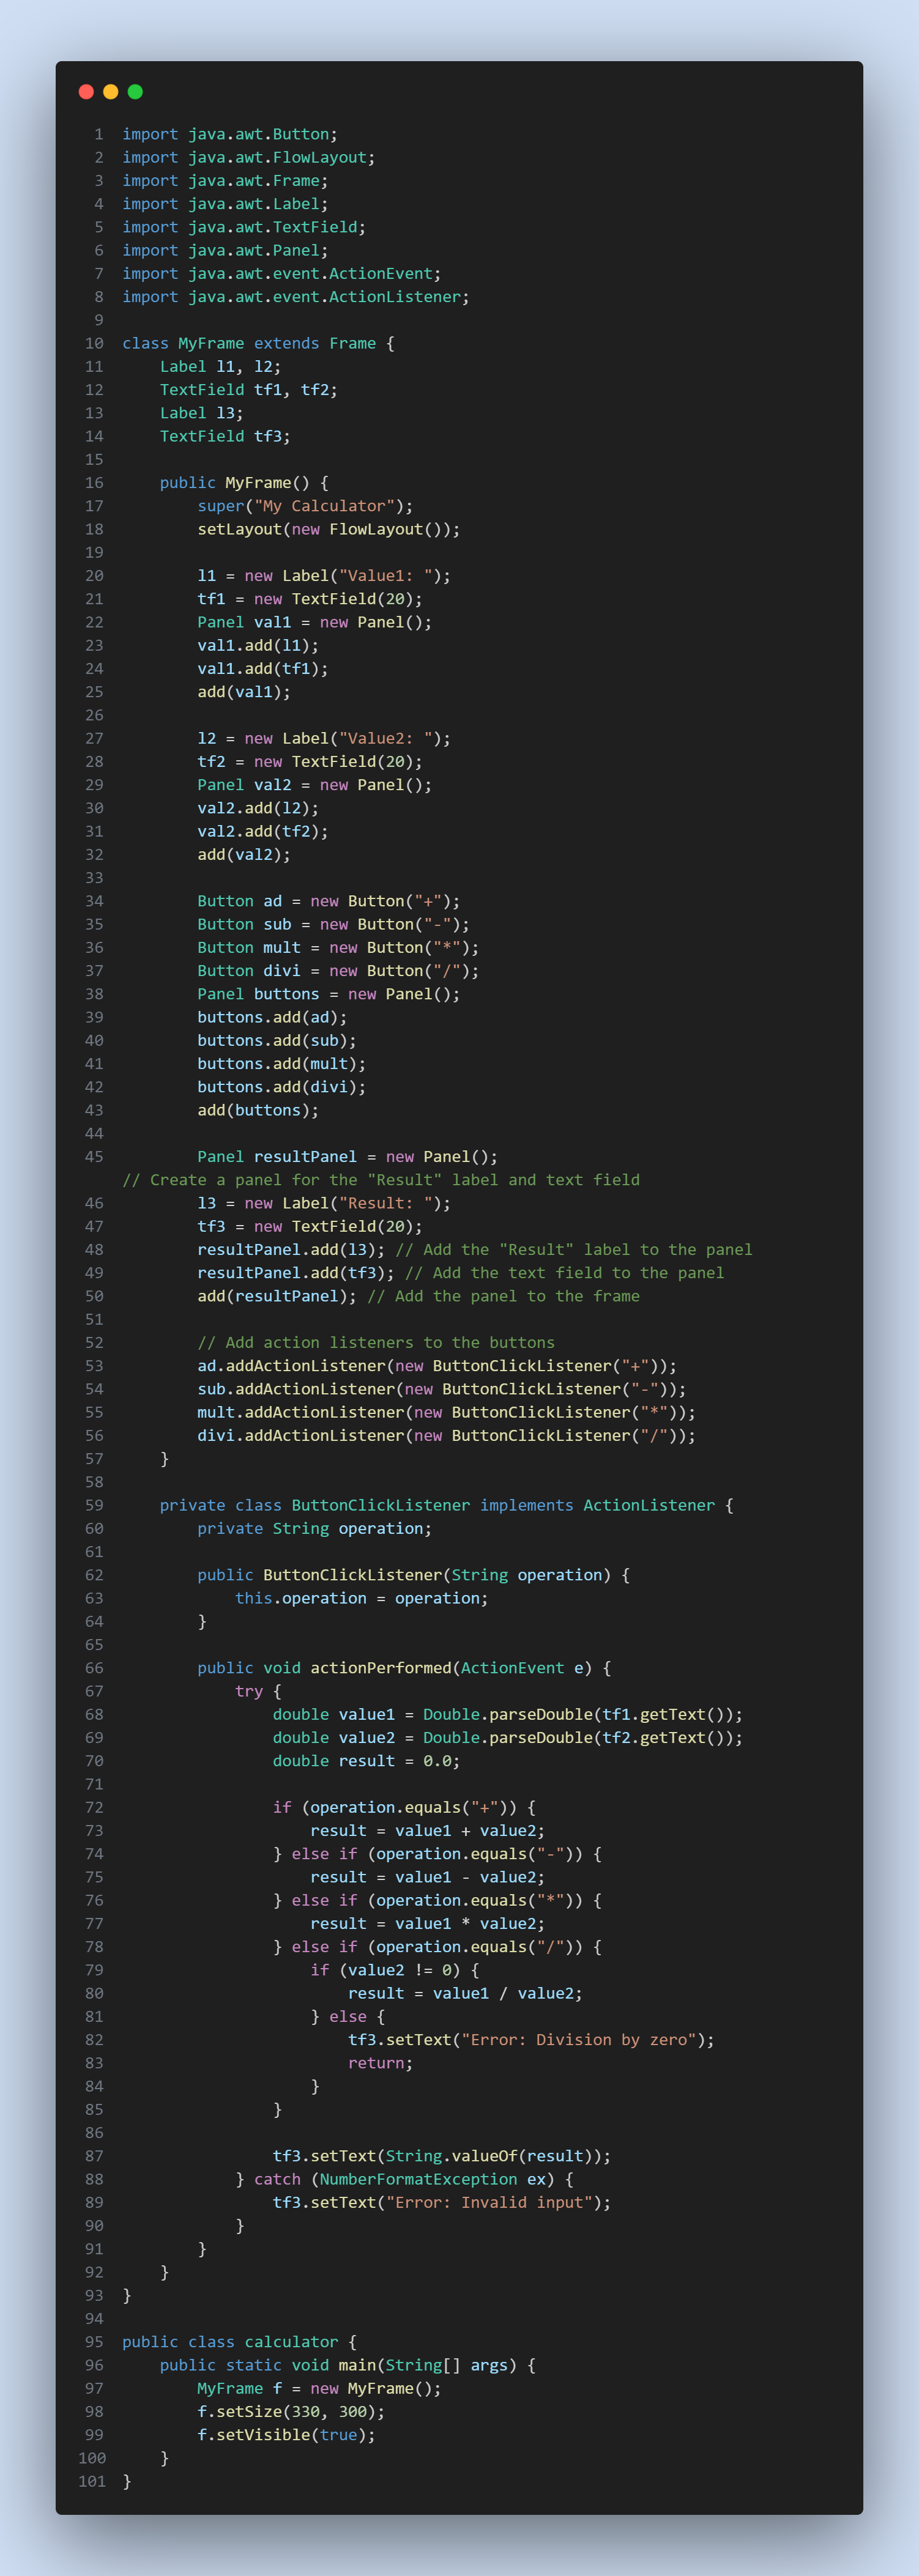 1 import java.awt.Button;
2 import java.awt.FlowLayout;
3 import java.awt.Frame;
4 import java.awt.Label;
5 import java.awt.TextField;
6 import java.awt.Panel;
7 import java.awt.event.ActionEvent;
8 import java.awt.event.ActionListener;
9
10 class MyFrame extends Frame {
11     Label l1, l2;
12     TextField tf1, tf2;
13     Label l3;
14     TextField tf3;
15
16     public MyFrame() {
17         super("My Calculator");
18         setLayout(new FlowLayout());
19
20         l1 = new Label("Value1: ");
21         tf1 = new TextField(20);
22         Panel val1 = new Panel();
23         val1.add(l1);
24         val1.add(tf1);
25         add(val1);
26
27         l2 = new Label("Value2: ");
28         tf2 = new TextField(20);
29         Panel val2 = new Panel();
30         val2.add(l2);
31         val2.add(tf2);
32         add(val2);
33
34         Button ad = new Button("+");
35         Button sub = new Button("-");
36         Button mult = new Button("*");
37         Button divi = new Button("/");
38         Panel buttons = new Panel();
39         buttons.add(ad);
40         buttons.add(sub);
41         buttons.add(mult);
42         buttons.add(divi);
43         add(buttons);
44
45         Panel resultPanel = new Panel();
// Create a panel for the "Result" label and text field
46         l3 = new Label("Result: ");
47         tf3 = new TextField(20);
48         resultPanel.add(l3); // Add the "Result" label to the panel
49         resultPanel.add(tf3); // Add the text field to the panel
50         add(resultPanel); // Add the panel to the frame
51
52         // Add action listeners to the buttons
53         ad.addActionListener(new ButtonClickListener("+"));
54         sub.addActionListener(new ButtonClickListener("-"));
55         mult.addActionListener(new ButtonClickListener("*"));
56         divi.addActionListener(new ButtonClickListener("/"));
57     }
58
59     private class ButtonClickListener implements ActionListener {
60         private String operation;
61
62         public ButtonClickListener(String operation) {
63             this.operation = operation;
64         }
65
66         public void actionPerformed(ActionEvent e) {
67             try {
68                 double value1 = Double.parseDouble(tf1.getText());
69                 double value2 = Double.parseDouble(tf2.getText());
70                 double result = 0.0;
71
72                 if (operation.equals("+")) {
73                     result = value1 + value2;
74                 } else if (operation.equals("-")) {
75                     result = value1 - value2;
76                 } else if (operation.equals("*")) {
77                     result = value1 * value2;
78                 } else if (operation.equals("/")) {
79                     if (value2 != 0) {
80                         result = value1 / value2;
81                     } else {
82                         tf3.setText("Error: Division by zero");
83                         return;
84                     }
85                 }
86
87                 tf3.setText(String.valueOf(result));
88             } catch (NumberFormatException ex) {
89                 tf3.setText("Error: Invalid input");
90             }
91         }
92     }
93 }
94
95 public class calculator {
96     public static void main(String[] args) {
97         MyFrame f = new MyFrame();
98         f.setSize(330, 300);
99         f.setVisible(true);
100     }
101 }